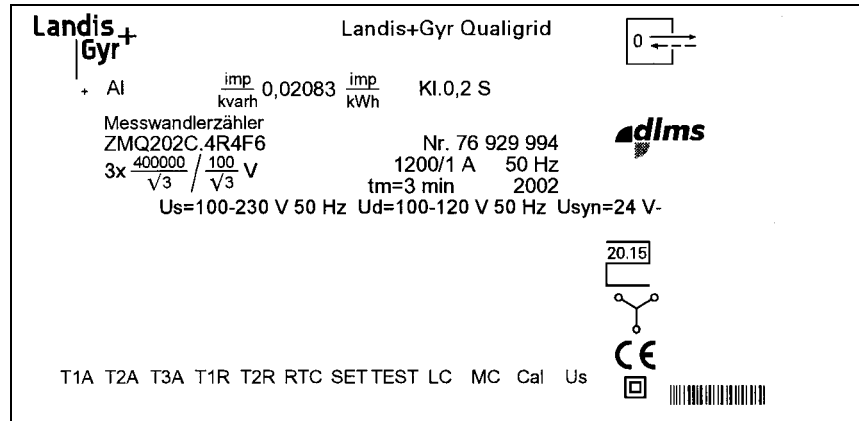 Landis+
Gyr+
Landis+Gyr Qualigrid
0
+ AI imp/kvarh 0,02083 imp/kWh Kl.0,2 S
Messwandlerzähler
ZMQ202C.4R4F6 Nr. 76 929 994
dlms
3x 400000/√3 / 100/√3 V 1200/1 A 50 Hz
tm=3 min 2002
Us=100-230 V 50 Hz Ud=100-120 V 50 Hz Usyn=24 V-
20.15
CE
T1A T2A T3A T1R T2R RTC SET TEST LC MC Cal Us